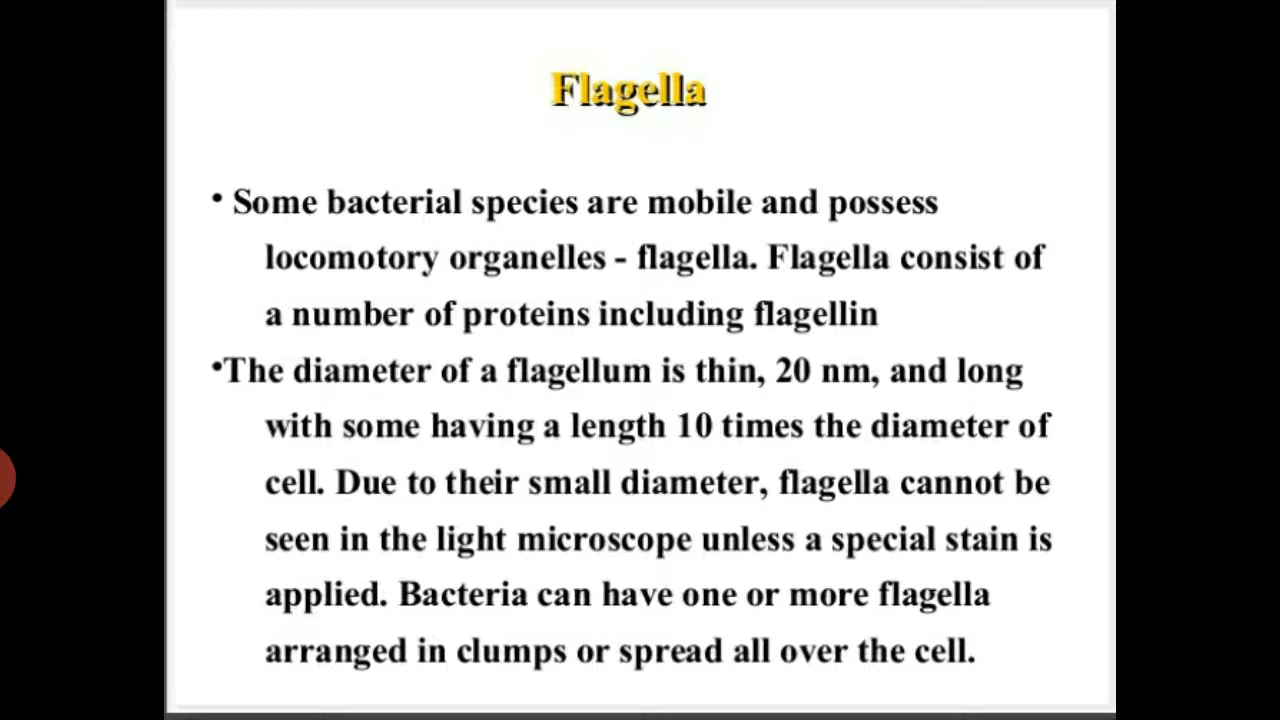 Flagella
• Some bacterial species are mobile and possess
locomotory organelles - flagella. Flagella consist of
a number of proteins including flagellin
•The diameter of a flagellum is thin, 20 nm, and long
with some having a length 10 times the diameter of
cell. Due to their small diameter, flagella cannot be
seen in the light microscope unless a special stain is
applied. Bacteria can have one or more flagella
arranged in clumps or spread all over the cell.